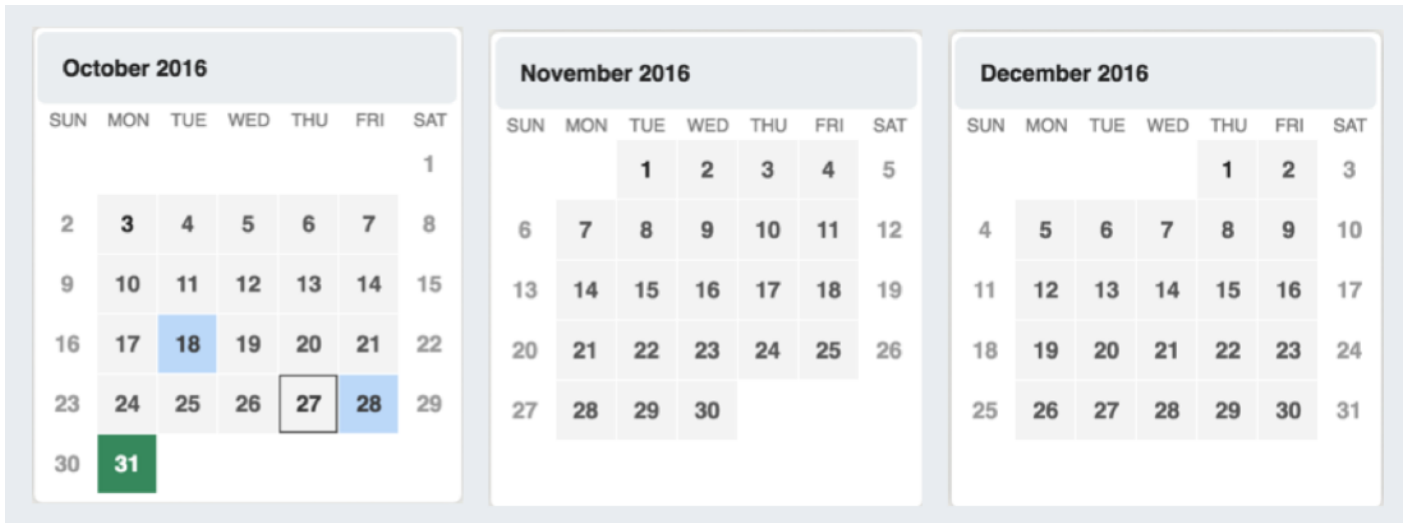 October 2016
SUN MON TUE WED THU FRI SAT
1
2 3 4 5 6 7 8
9 10 11 12 13 14 15
16 17 18 19 20 21 22
23 24 25 26 27 28 29
30 31
November 2016
SUN MON TUE WED THU FRI SAT
1 2 3 4 5
6 7 8 9 10 11 12
13 14 15 16 17 18 19
20 21 22 23 24 25 26
27 28 29 30
December 2016
SUN MON TUE WED THU FRI SAT
1 2 3
4 5 6 7 8 9 10
11 12 13 14 15 16 17
18 19 20 21 22 23 24
25 26 27 28 29 30 31